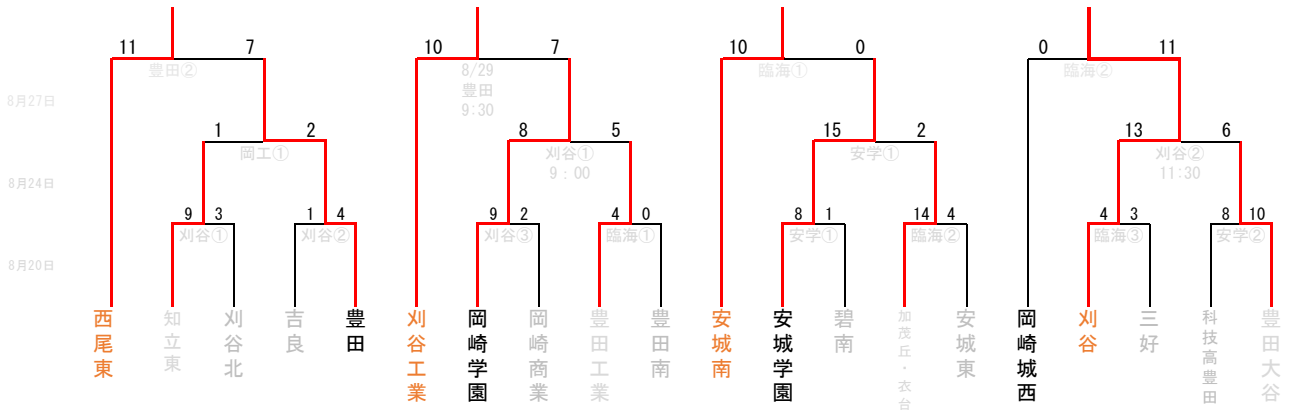 11 7 10 7 10 0 0 11
豊田② 8/29 臨海① 臨海②
豊田
9:30
8月27日
1 2 8 5 15 2 13 6
岡工① 刈谷① 安学① 刈谷②
9：00 11:30
8月24日
9 3 1 4 9 2 4 0 8 1 14 4 4 3 8 10
刈谷① 刈谷② 刈谷③ 臨海① 安学① 臨海② 臨海③ 安学②
8月20日
西尾東
知立東
刈谷北
吉良
豊田
刈谷工業
岡崎学園
岡崎商業
豊田工業
豊田南
安城南
安城学園
碧南
加茂丘・衣台
安城東
岡崎城西
刈谷
三好
科技高豊田
豊田大谷